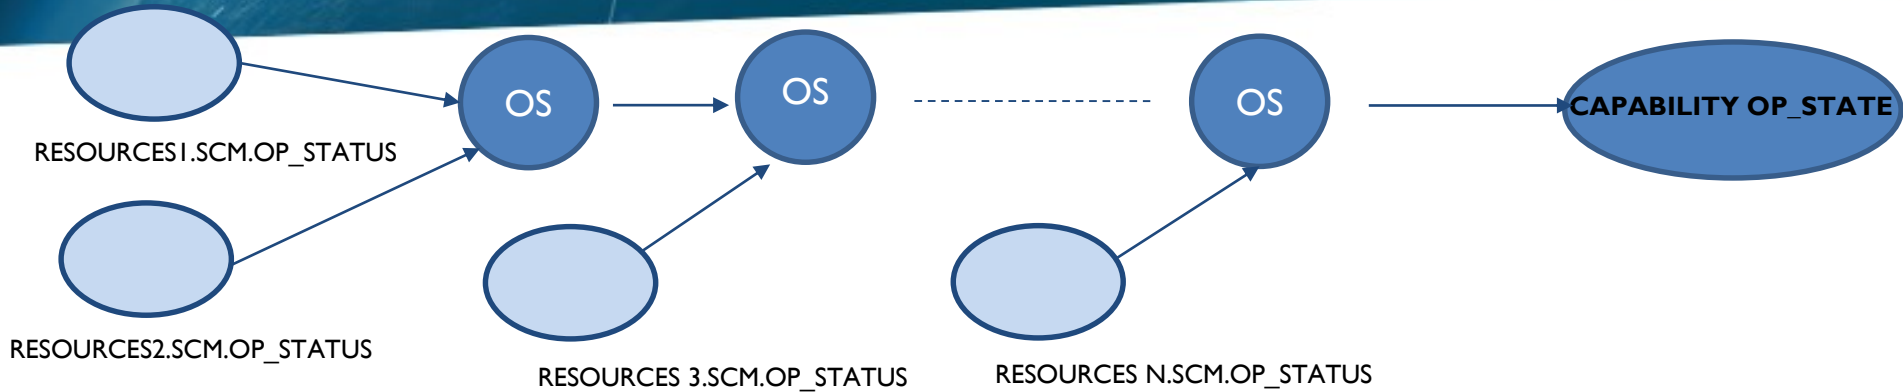 OS
OS
OS
CAPABILITY OP_STATE
RESOURCES1.SCM.OP_STATUS
RESOURCES2.SCM.OP_STATUS
RESOURCES 3.SCM.OP_STATUS
RESOURCES N.SCM.OP_STATUS